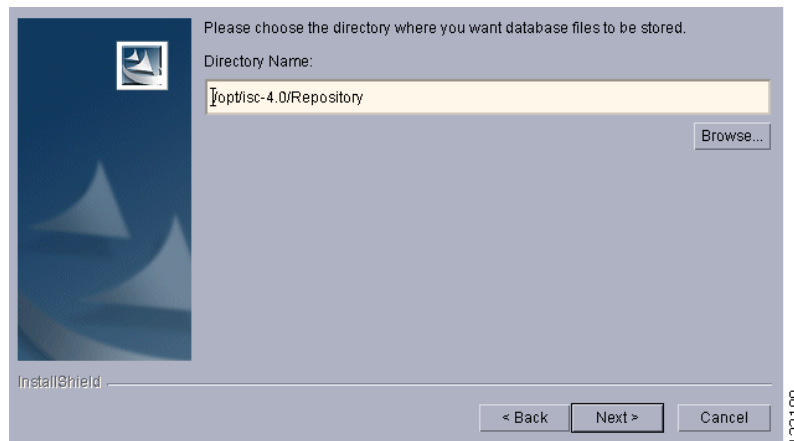 Please choose the directory where you want database files to be stored.
Directory Name:
/opt/isc-4.0/Repository
Browse...
InstallShield
< Back
Next >
Cancel